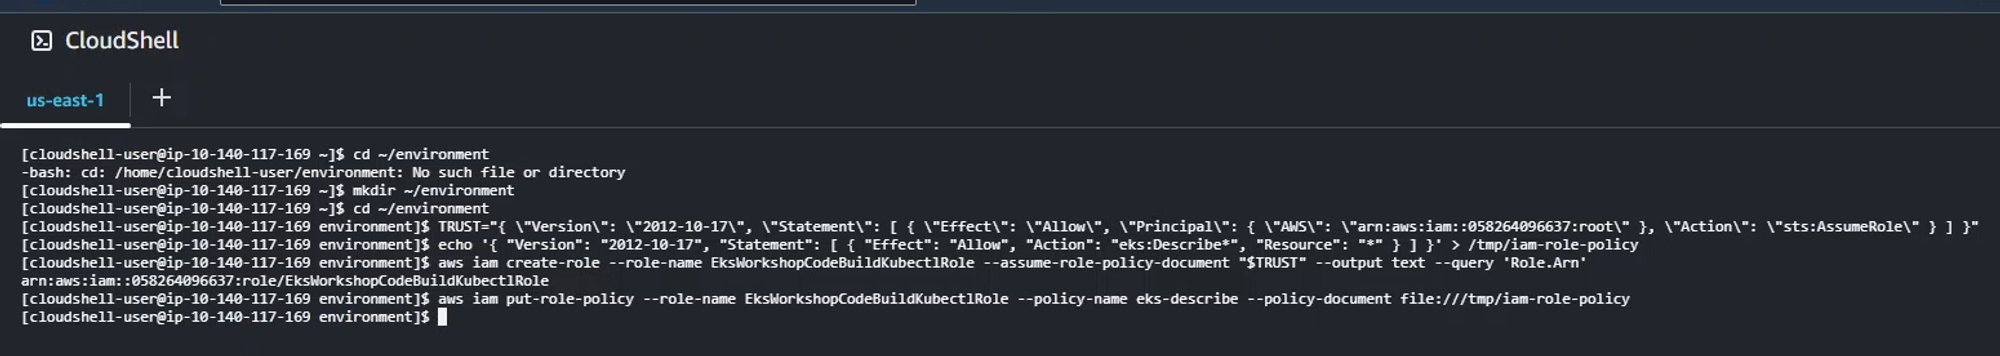 CloudShell
us-east-1 +
[cloudshell-user@ip-10-140-117-169 ~]$ cd ~/environment
-bash: cd: /home/cloudshell-user/environment: No such file or directory
[cloudshell-user@ip-10-140-117-169 ~]$ mkdir ~/environment
[cloudshell-user@ip-10-140-117-169 ~]$ cd ~/environment
[cloudshell-user@ip-10-140-117-169 environment]$ TRUST="{ \"Version\": \"2012-10-17\", \"Statement\": [ { \"Effect\": \"Allow\", \"Principal\": { \"AWS\": \"arn:aws:iam::058264096637:root\" }, \"Action\": \"sts:AssumeRole\" } ] }"
[cloudshell-user@ip-10-140-117-169 environment]$ echo '{ "Version": "2012-10-17", "Statement": [ { "Effect": "Allow", "Action": "eks:Describe*", "Resource": "*" } ] }' > /tmp/iam-role-policy
[cloudshell-user@ip-10-140-117-169 environment]$ aws iam create-role --role-name EksWorkshopCodeBuildKubectlRole --assume-role-policy-document "$TRUST" --output text --query 'Role.Arn'
arn:aws:iam::058264096637:role/EksWorkshopCodeBuildKubectlRole
[cloudshell-user@ip-10-140-117-169 environment]$ aws iam put-role-policy --role-name EksWorkshopCodeBuildKubectlRole --policy-name eks-describe --policy-document file:///tmp/iam-role-policy
[cloudshell-user@ip-10-140-117-169 environment]$